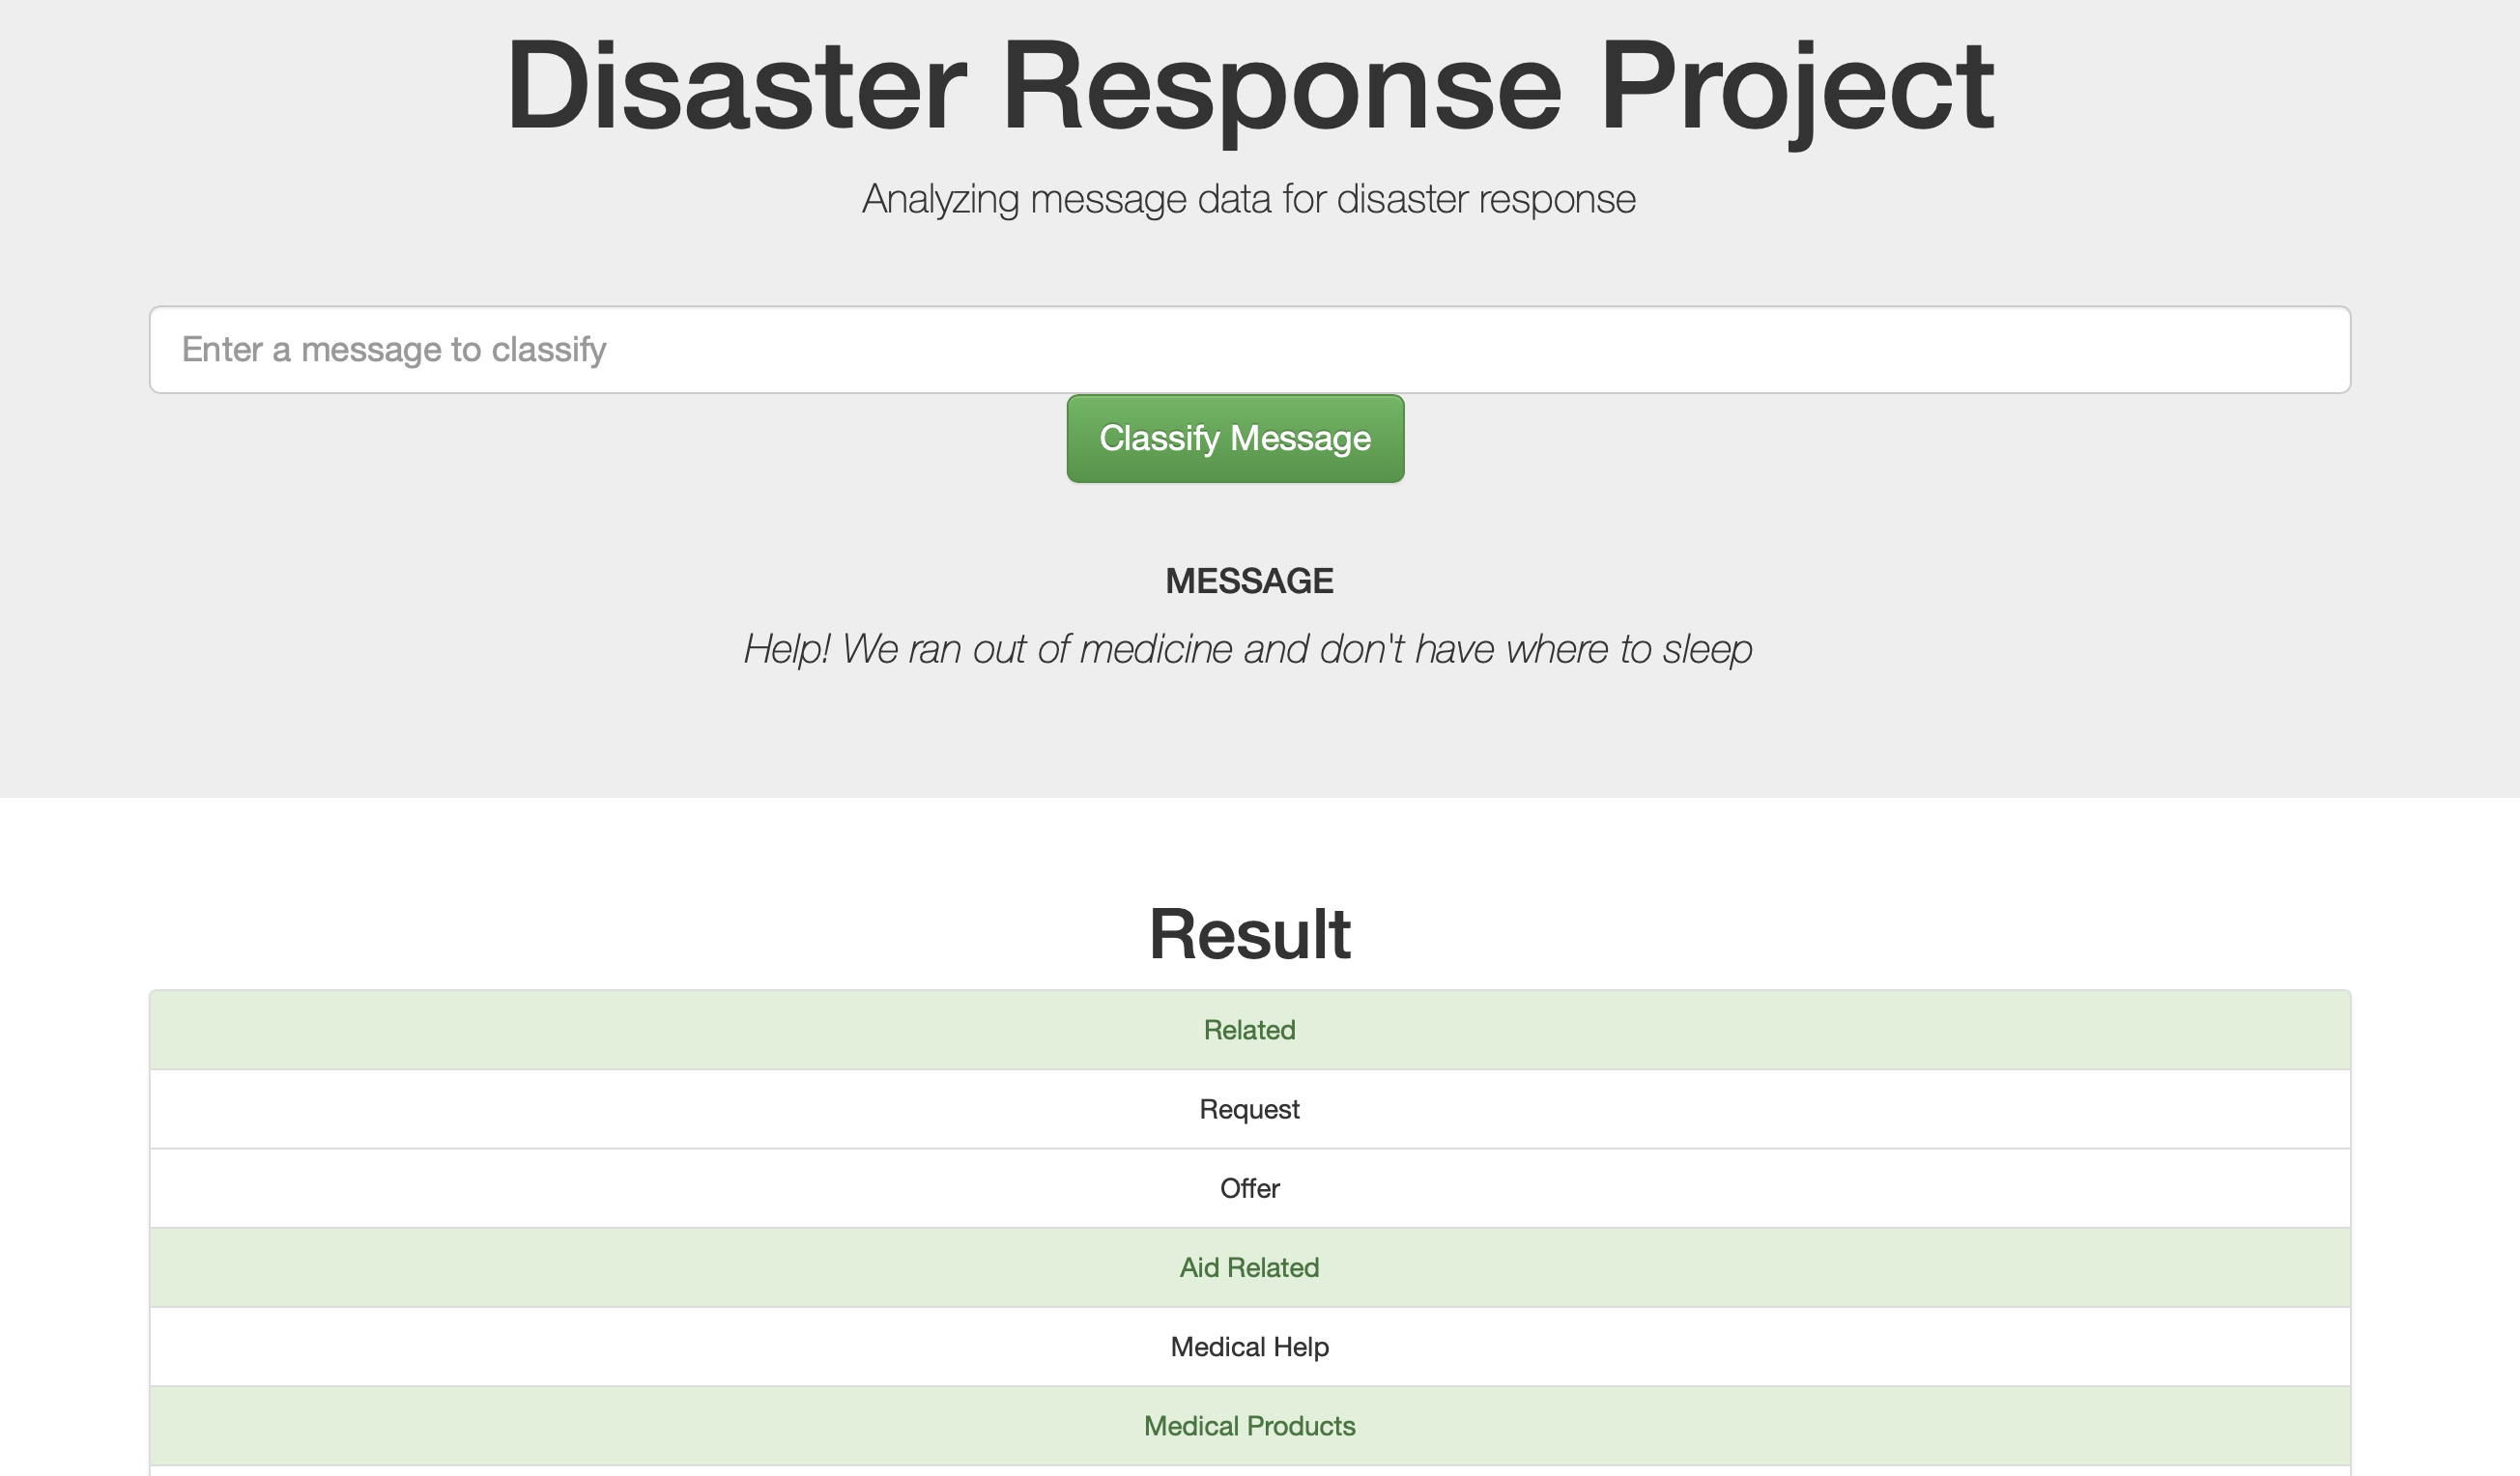 Disaster Response Project
Analyzing message data for disaster response
Enter a message to classify
Classify Message
MESSAGE
Help! We ran out of medicine and don't have where to sleep
Result
Related
Request
Offer
Aid Related
Medical Help
Medical Products